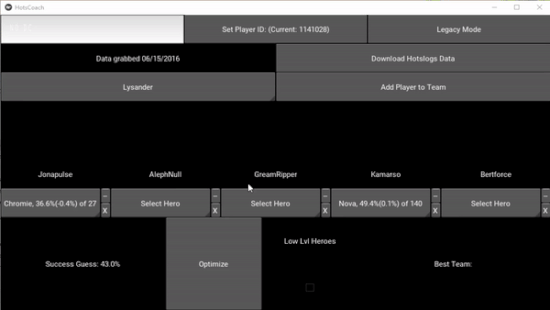 HotsCoach
Set Player ID: (Current: 1141028)
Legacy Mode
Data grabbed 06/15/2016
Download Hotslogs Data
Lysander
Add Player to Team
Jonapulse
AlephNull
GreamRipper
Kamarso
Bertforce
Chromie, 36.6%(-0.4%) of 27
–
X
Select Hero
–
X
Select Hero
–
X
Nova, 49.4%(0.1%) of 140
–
X
Select Hero
–
X
Success Guess: 43.0%
Optimize
Low Lvl Heroes
Best Team: